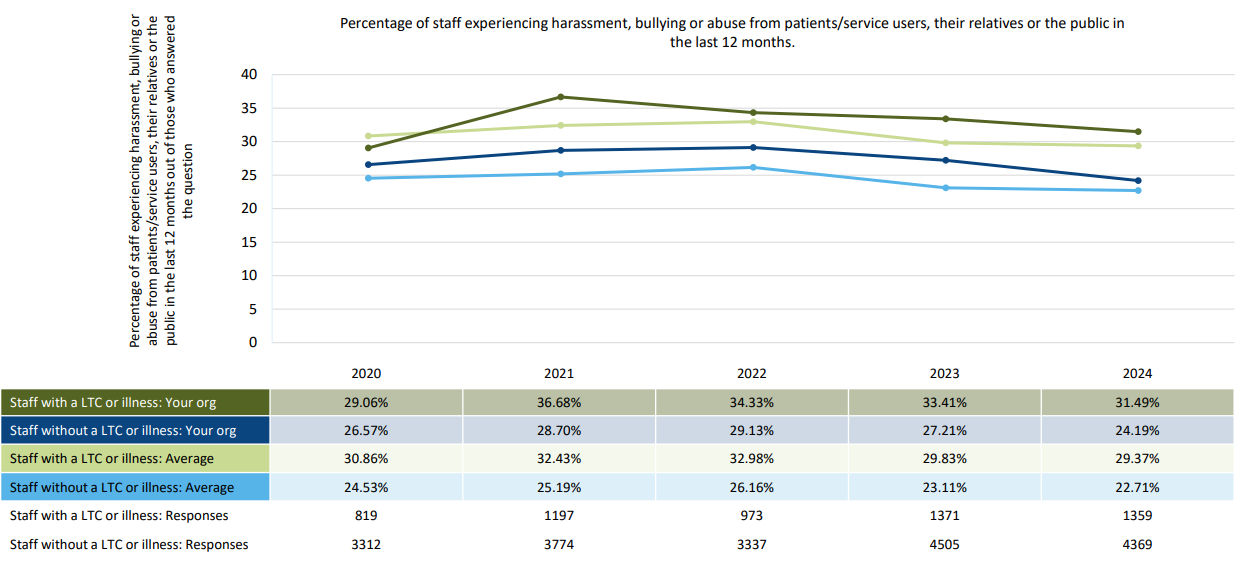 Percentage of staff experiencing harassment, bullying or abuse from patients/service users, their relatives or the public in
the last 12 months.
Percentage of staff experiencing harassment, bullying or
abuse from patients/service users, their relatives or the
public in the last 12 months out of those who answered
the question
40
35
30
25
20
15
10
5
0
2020 2021 2022 2023 2024
Staff with a LTC or illness: Your org 29.06% 36.68% 34.33% 33.41% 31.49%
Staff without a LTC or illness: Your org 26.57% 28.70% 29.13% 27.21% 24.19%
Staff with a LTC or illness: Average 30.86% 32.43% 32.98% 29.83% 29.37%
Staff without a LTC or illness: Average 24.53% 25.19% 26.16% 23.11% 22.71%
Staff with a LTC or illness: Responses 819 1197 973 1371 1359
Staff without a LTC or illness: Responses 3312 3774 3337 4505 4369